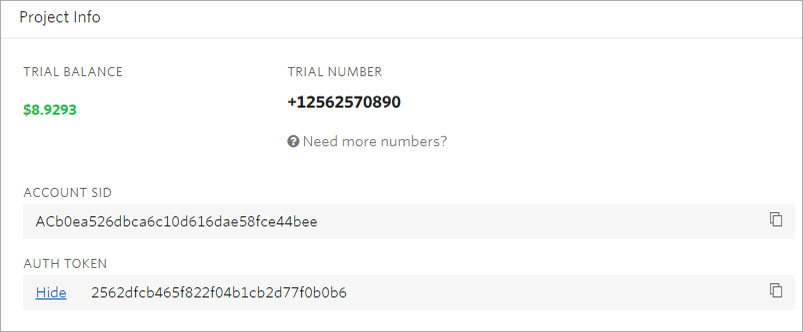 Project Info
TRIAL BALANCE
TRIAL NUMBER
$8.9293
+12562570890
Need more numbers?
ACCOUNT SID
ACb0ea526dbca6c10d616dae58fce44bee
AUTH TOKEN
Hide 2562dfcb465f822f04b1cb2d77f0b0b6